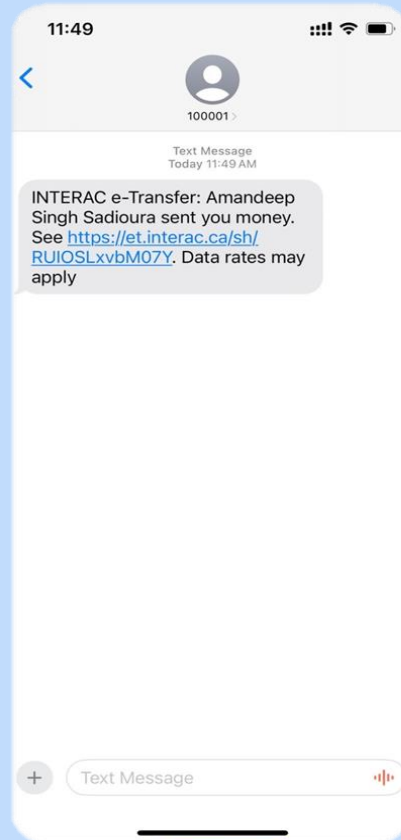 11:49
100001
Text Message
Today 11:49 AM
INTERAC e-Transfer: Amandeep
Singh Sadioura sent you money.
See https://et.interac.ca/sh/
RUIOSLxvbM07Y. Data rates may
apply
Text Message